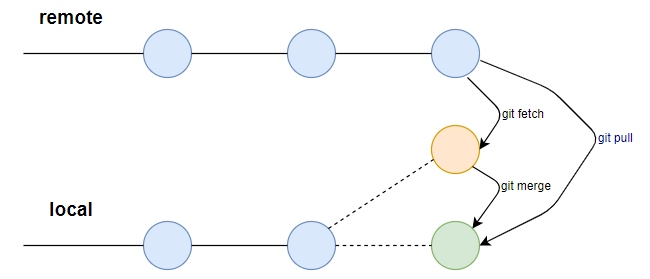 remote
git fetch
git pull
git merge
local